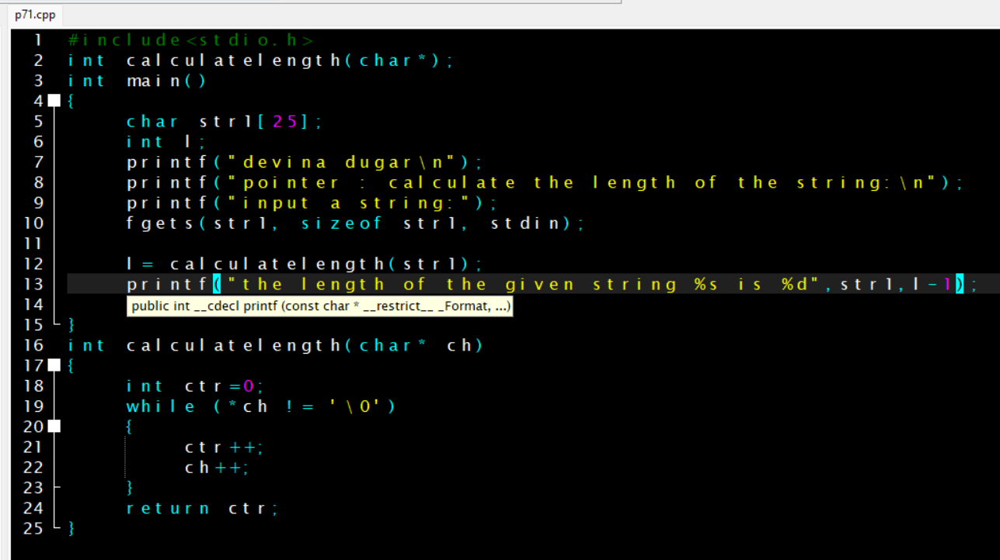 p71.cpp
1 #include<stdio.h>
2 int calculatelength(char*);
3 int main()
4 {
5 char str1[25];
6 int l;
7 printf("devina dugar\n");
8 printf("pointer : calculate the length of the string:\n");
9 printf("input a string:");
10 fgets(str1, sizeof str1, stdin);
11
12 l= calculatelength(str1);
13 printf("the length of the given string %s is %d",str1,l-1);
14 public int __cdecl printf (const char * __restrict__ _Format, ...)
15 }
16 int calculatelength(char* ch)
17 {
18 int ctr=0;
19 while (*ch != '\0')
20 {
21 ctr++;
22 ch++;
23 }
24 return ctr;
25 }